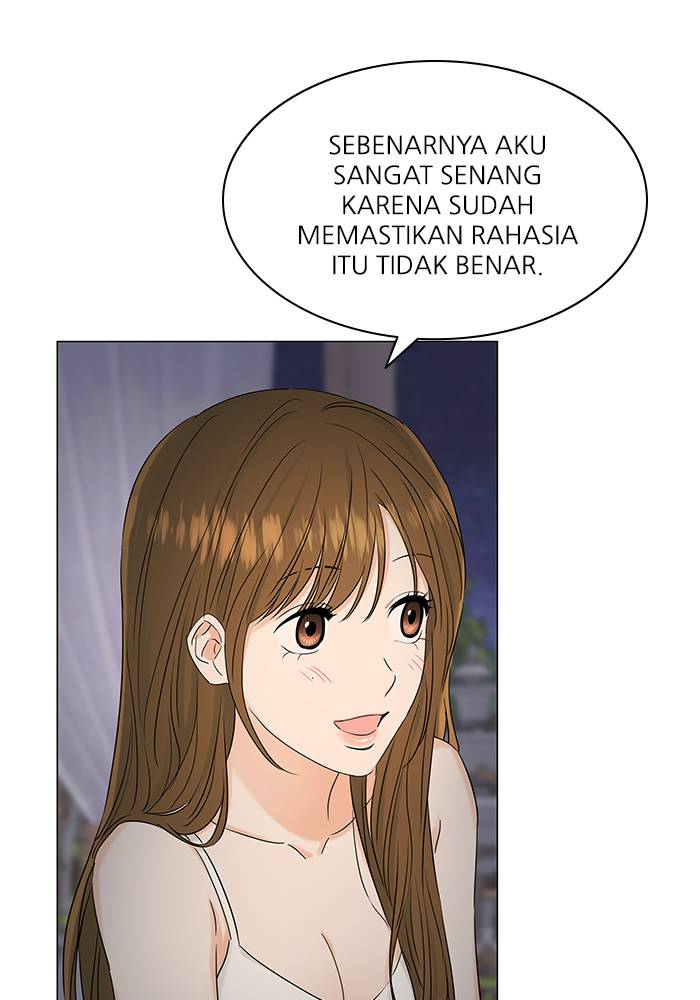 SEBENARNYA AKU
SANGAT SENANG
KARENA SUDAH
MEMASTIKAN RAHASIA
ITU TIDAK BENAR.